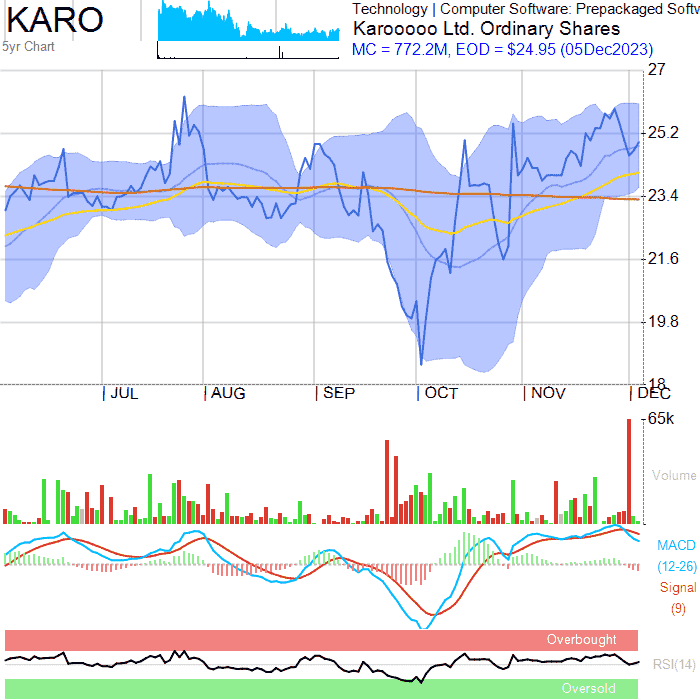 KARO
Technology | Computer Software: Prepackaged Softw
Karooooo Ltd. Ordinary Shares
5yr Chart
MC = 772.2M, EOD = $24.95 (05Dec2023)
27
25.2
23.4
21.6
19.8
18
JUL
AUG
SEP
OCT
NOV
DEC
65k
Volume
MACD
(12-26)
Signal
(9)
Overbought
RSI(14)
Oversold